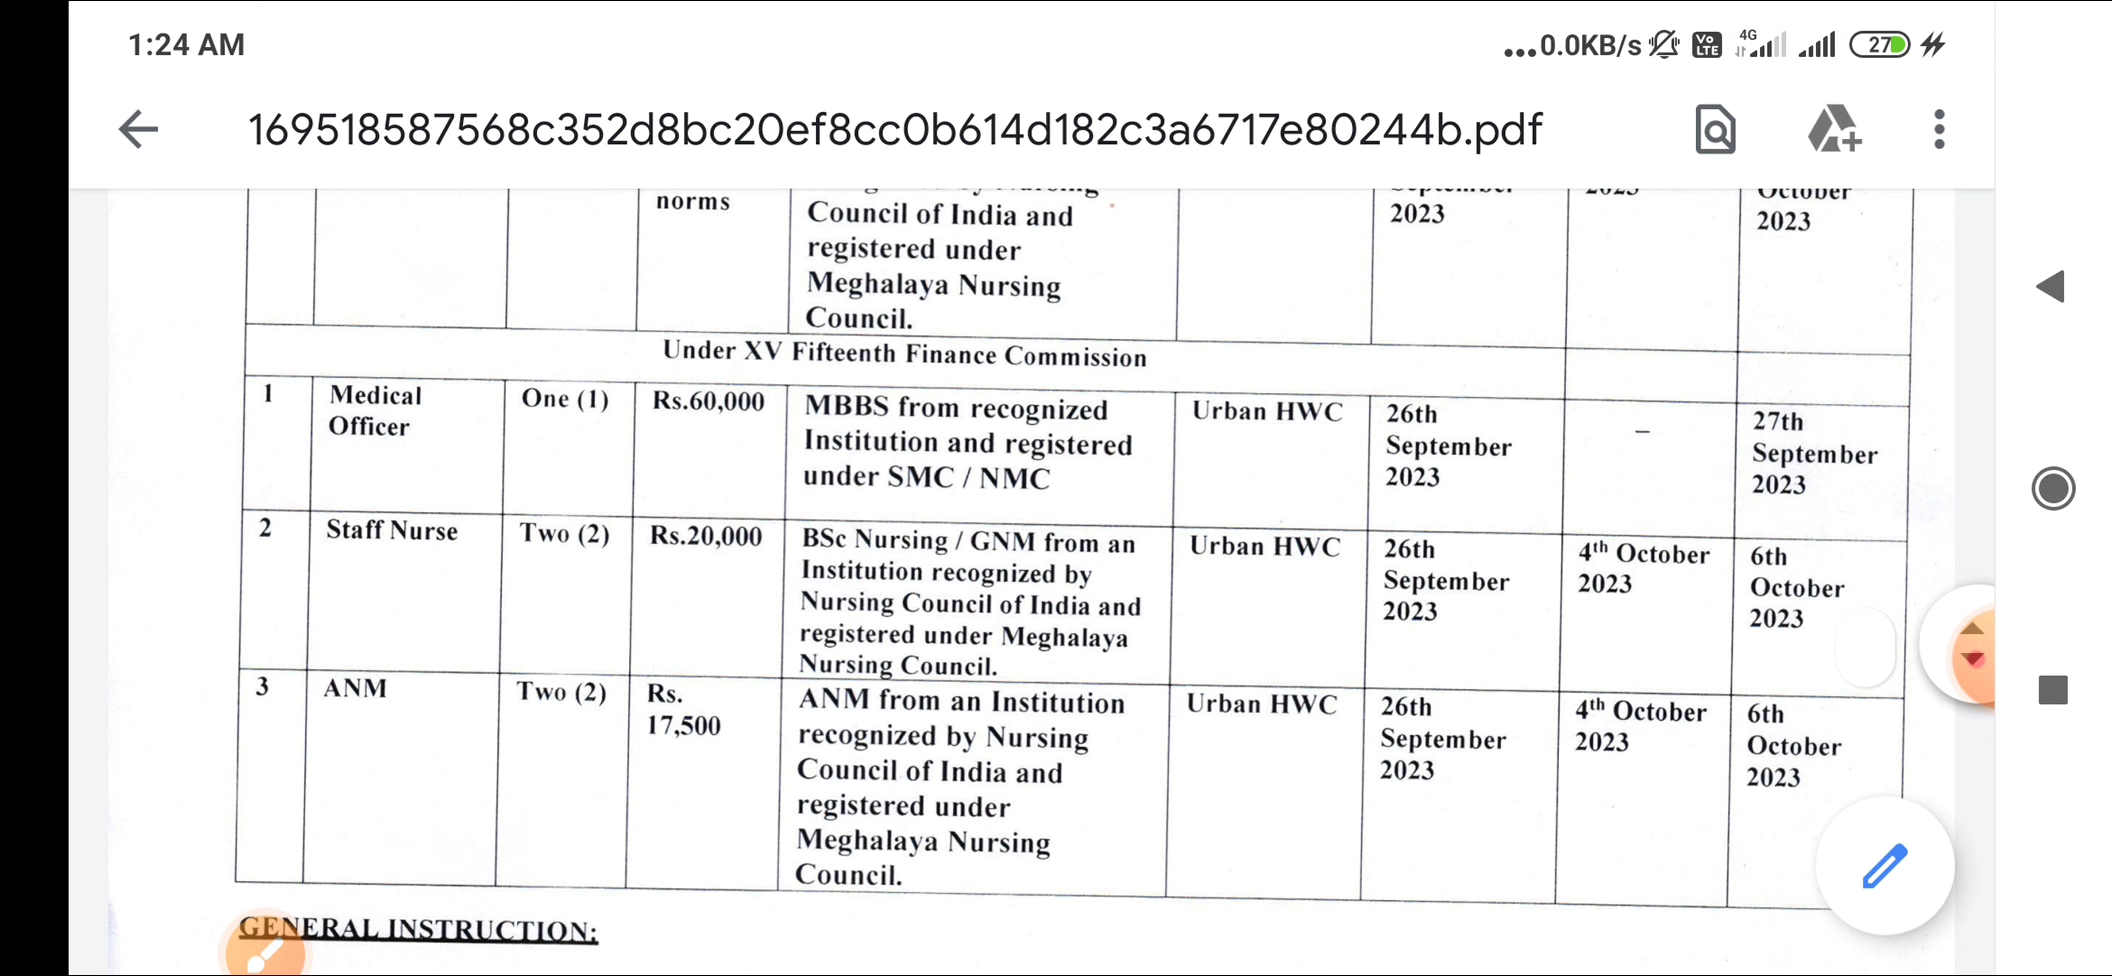 1:24 AM
...0.0KB/s Vo LTE 4G 27
169518587568c352d8bc20ef8cc0b614d182c3a6717e80244b.pdf
norms
Council of India and
registered under
Meghalaya Nursing
Council.
September
2023
2023
October
2023
Under XV Fifteenth Finance Commission
1
Medical
Officer
One (1)
Rs.60,000
MBBS from recognized
Institution and registered
under SMC / NMC
Urban HWC
26th
September
2023
–
27th
September
2023
2
Staff Nurse
Two (2)
Rs.20,000
BSc Nursing / GNM from an
Institution recognized by
Nursing Council of India and
registered under Meghalaya
Nursing Council.
Urban HWC
26th
September
2023
4th October
2023
6th
October
2023
3
ANM
Two (2)
Rs.
17,500
ANM from an Institution
recognized by Nursing
Council of India and
registered under
Meghalaya Nursing
Council.
Urban HWC
26th
September
2023
4th October
2023
6th
October
2023
GENERAL INSTRUCTION: